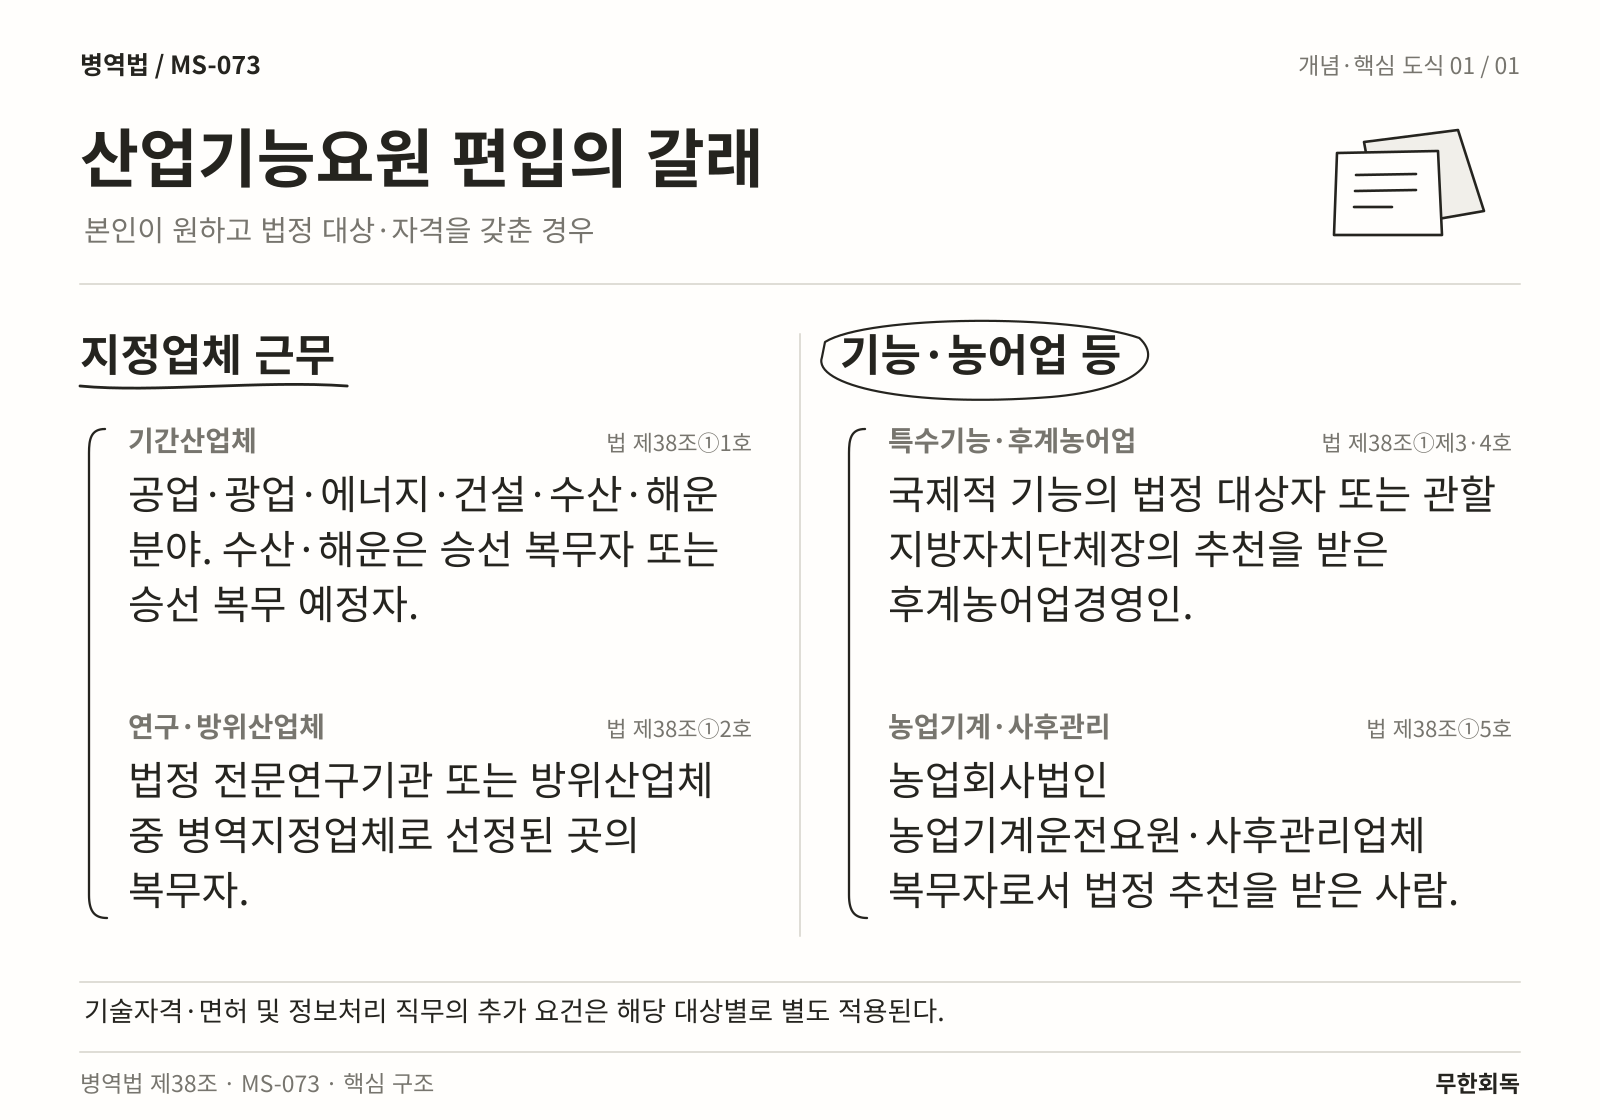 병역법 / MS-073
개념·핵심 도식 01 / 01
산업기능요원 편입의 갈래
본인이 원하고 법정 대상·자격을 갖춘 경우
지정업체 근무
기간산업체
법 제38조①1호
공업·광업·에너지·건설·수산·해운
분야. 수산·해운은 승선 복무자 또는
승선 복무 예정자.
연구·방위산업체
법 제38조①2호
법정 전문연구기관 또는 방위산업체
중 병역지정업체로 선정된 곳의
복무자.
기능·농어업 등
특수기능·후계농어업
법 제38조①제3·4호
국제적 기능의 법정 대상자 또는 관할
지방자치단체장의 추천을 받은
후계농어업경영인.
농업기계·사후관리
법 제38조①5호
농업회사법인
농업기계운전요원·사후관리업체
복무자로서 법정 추천을 받은 사람.
기술자격·면허 및 정보처리 직무의 추가 요건은 해당 대상별로 별도 적용된다.
병역법 제38조 · MS-073 · 핵심 구조
무한회독